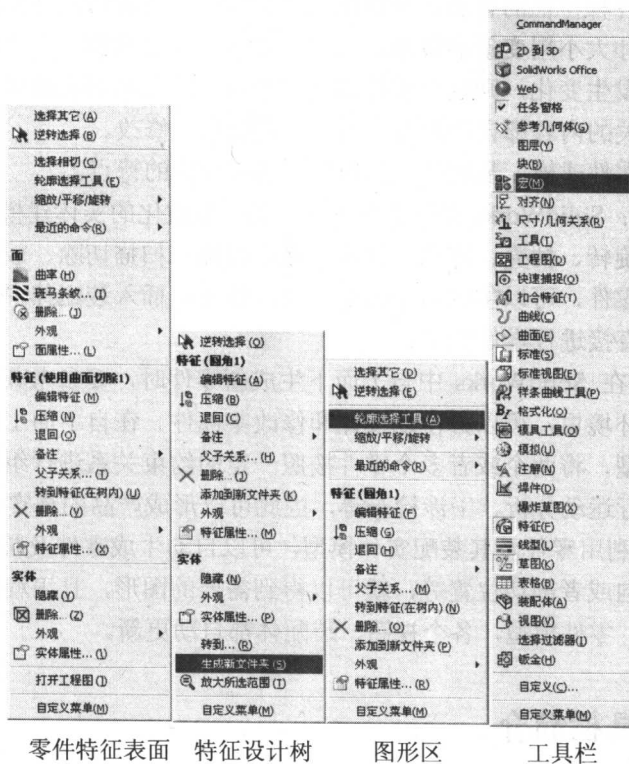 选择其它(A)
逆转选择(B)
选择相切(C)
轮廓选择工具(E)
缩放/平移/旋转
最近的命令(R)
面
曲率(H)
斑马条纹...(I)
删除...(J)
外观
面属性...(L)
特征(使用曲面切除1)
编辑特征(M)
压缩(N)
退回(O)
备注
父子关系...(T)
转到特征(在树内)(U)
删除...(V)
外观
特征属性...(X)
实体
隐藏(Y)
删除...(Z)
外观
实体属性...(\)
打开工程图(I)
自定义菜单(M)
零件特征表面
逆转选择(O)
特征(圆角1)
编辑特征(A)
压缩(B)
退回(C)
备注
父子关系...(H)
删除...(J)
添加到新文件夹(K)
外观
特征属性...(M)
实体
隐藏(N)
外观
实体属性...(P)
转到...(R)
生成新文件夹(S)
放大所选范围(T)
自定义菜单(M)
特征设计树
选择其它(D)
逆转选择(E)
轮廓选择工具(A)
缩放/平移/旋转
最近的命令(R)
特征(圆角1)
编辑特征(F)
压缩(G)
退回(H)
备注
父子关系...(M)
转到特征(在树内)(N)
删除...(O)
添加到新文件夹(P)
外观
特征属性...(R)
自定义菜单(M)
图形区
CommandManager
2D 到 3D
SolidWorks Office
Web
任务窗格
参考几何体(G)
图层(Y)
块(B)
宏(M)
对齐(N)
尺寸/几何关系(R)
工具(T)
工程图(D)
快速捕捉(Q)
扣合特征(T)
曲线(C)
曲面(E)
标准(S)
标准视图(E)
样条曲线工具(P)
格式化(O)
模具工具(O)
模拟(U)
注解(N)
焊件(D)
爆炸草图(X)
特征(F)
线型(L)
草图(K)
表格(B)
装配体(A)
视图(V)
选择过滤器(I)
钣金(H)
自定义(C)...
自定义菜单(M)
工具栏